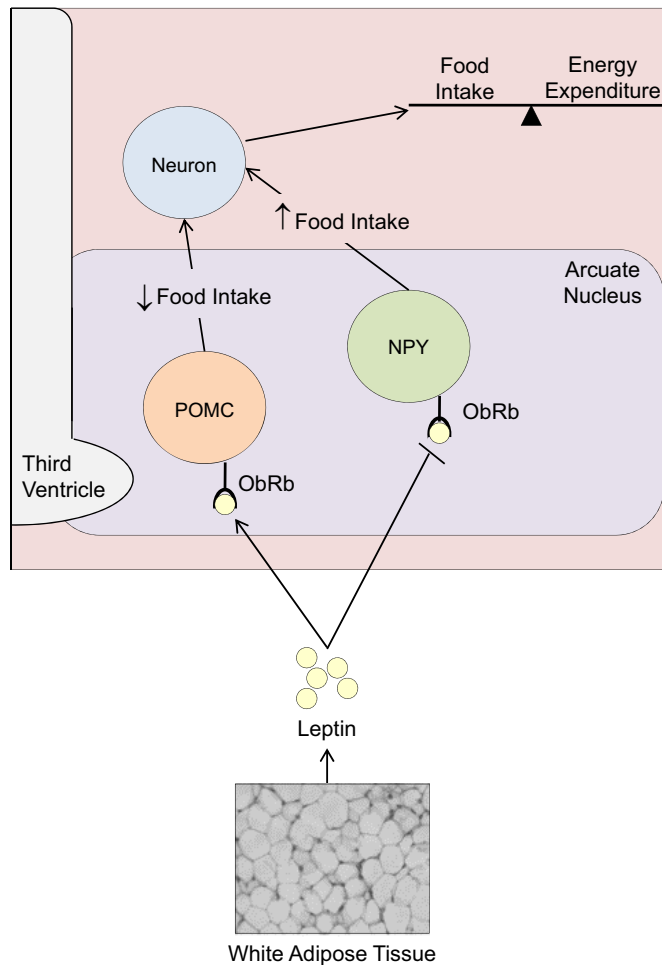 Food
Intake
Energy
Expenditure
Neuron
↑ Food Intake
Arcuate
Nucleus
↓ Food Intake
NPY
POMC
ObRb
Third
Ventricle
ObRb
Leptin
White Adipose Tissue